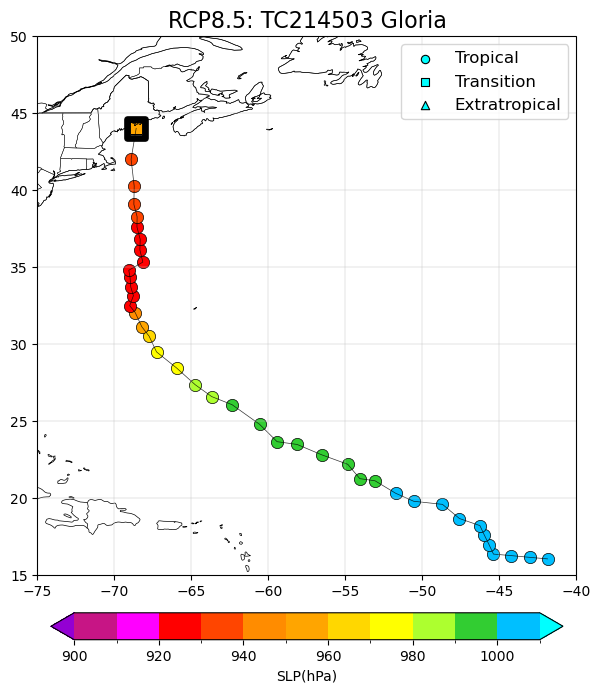 RCP8.5: TC214503 Gloria
Tropical
Transition
Extratropical
50
45
40
35
30
25
20
15
−75 −70 −65 −60 −55 −50 −45 −40
900 920 940 960 980 1000
SLP(hPa)